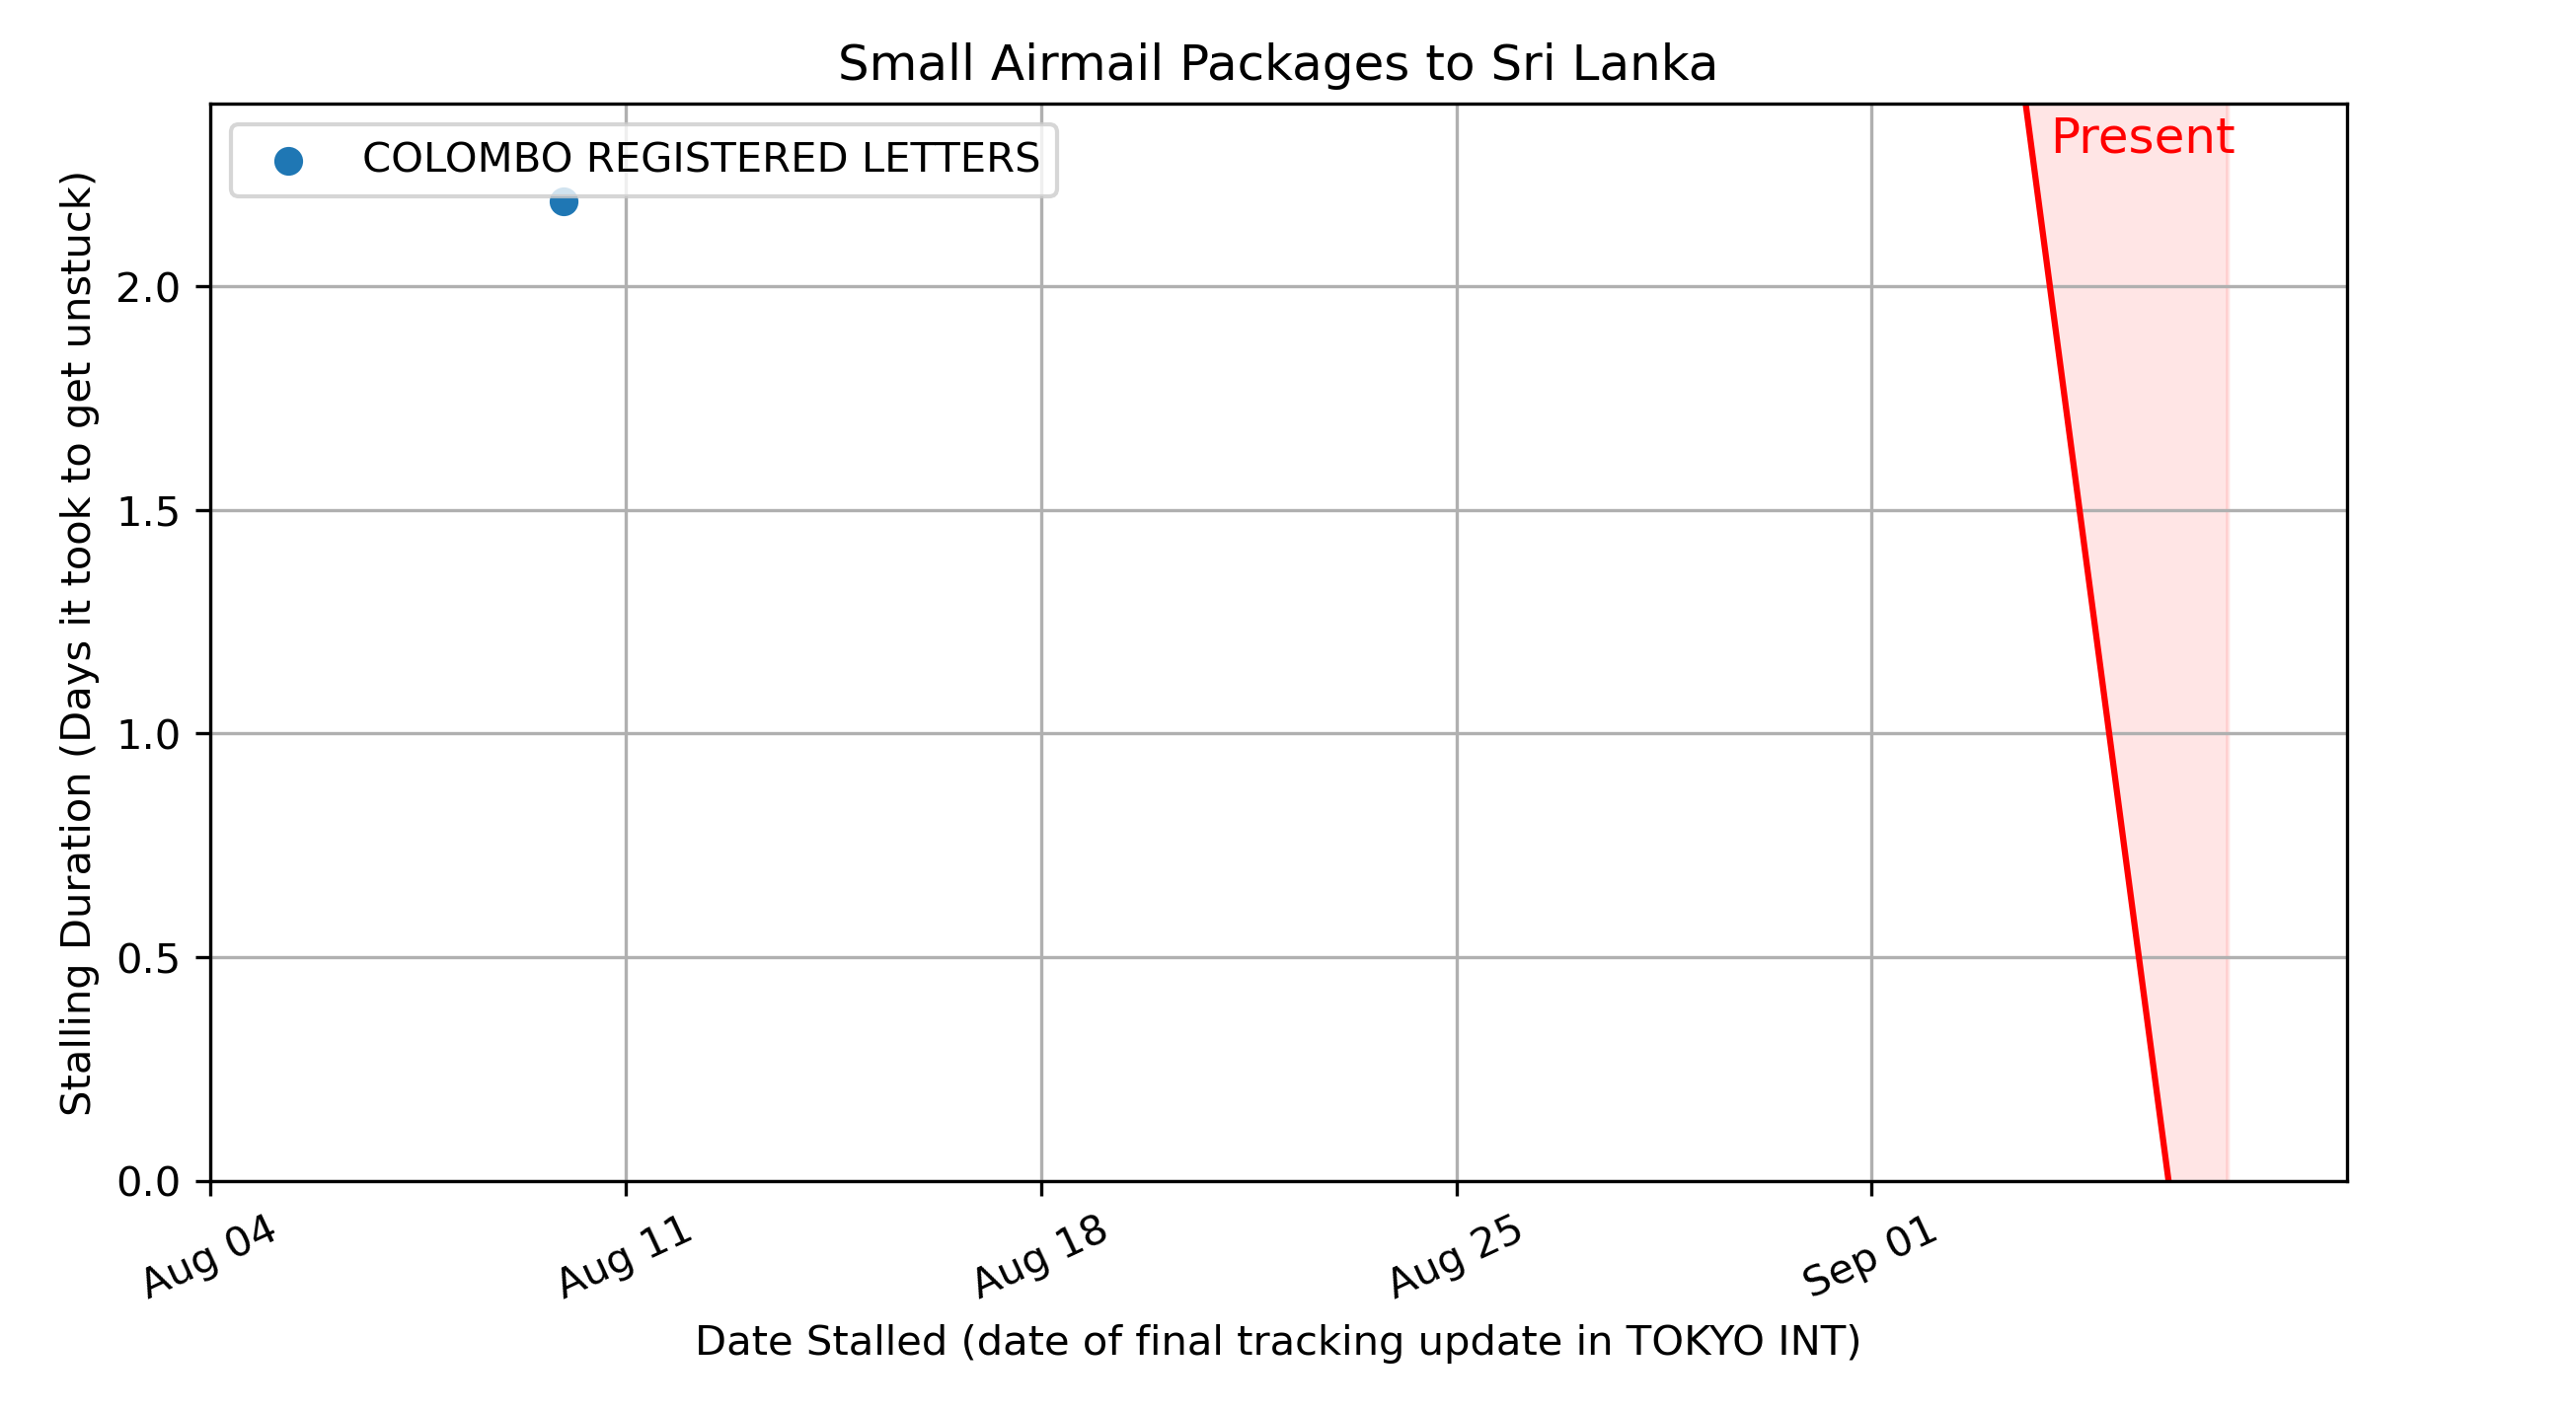 Small Airmail Packages to Sri Lanka
COLOMBO REGISTERED LETTERS
Present
Stalling Duration (Days it took to get unstuck)
2.0
1.5
1.0
0.5
0.0
Aug 04
Aug 11
Aug 18
Aug 25
Sep 01
Date Stalled (date of final tracking update in TOKYO INT)